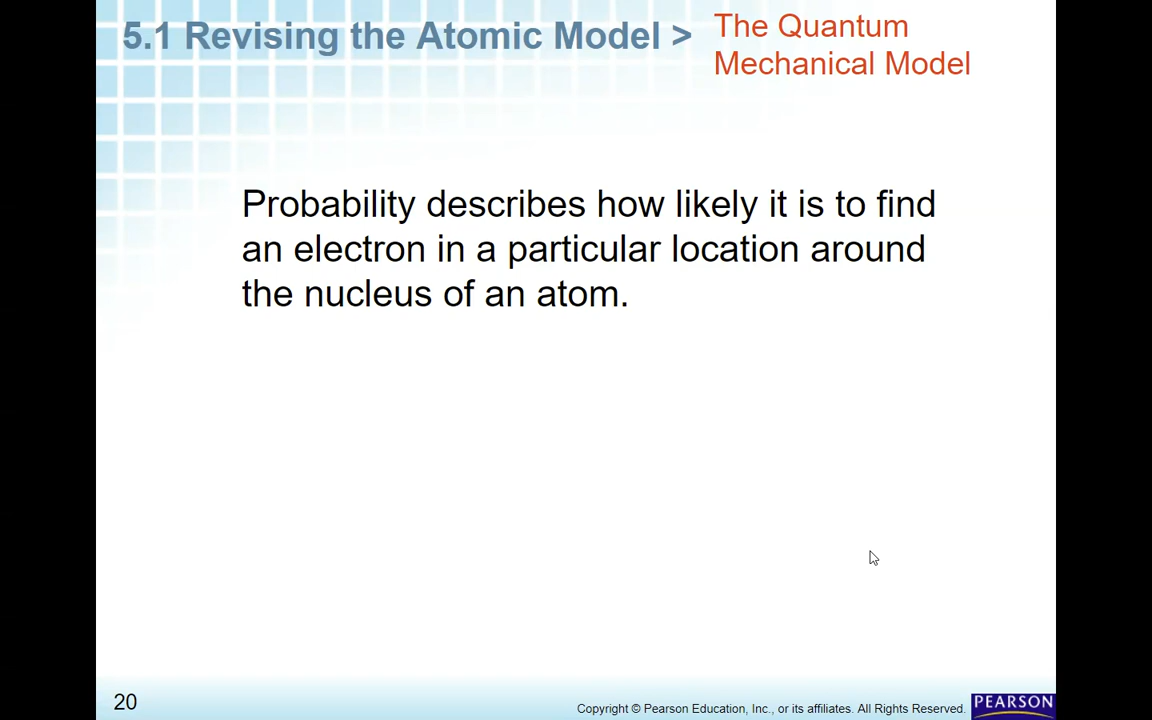 5.1 Revising the Atomic Model >
The Quantum
Mechanical Model
Probability describes how likely it is to find
an electron in a particular location around
the nucleus of an atom.
20
Copyright © Pearson Education, Inc., or its affiliates. All Rights Reserved.
PEARSON